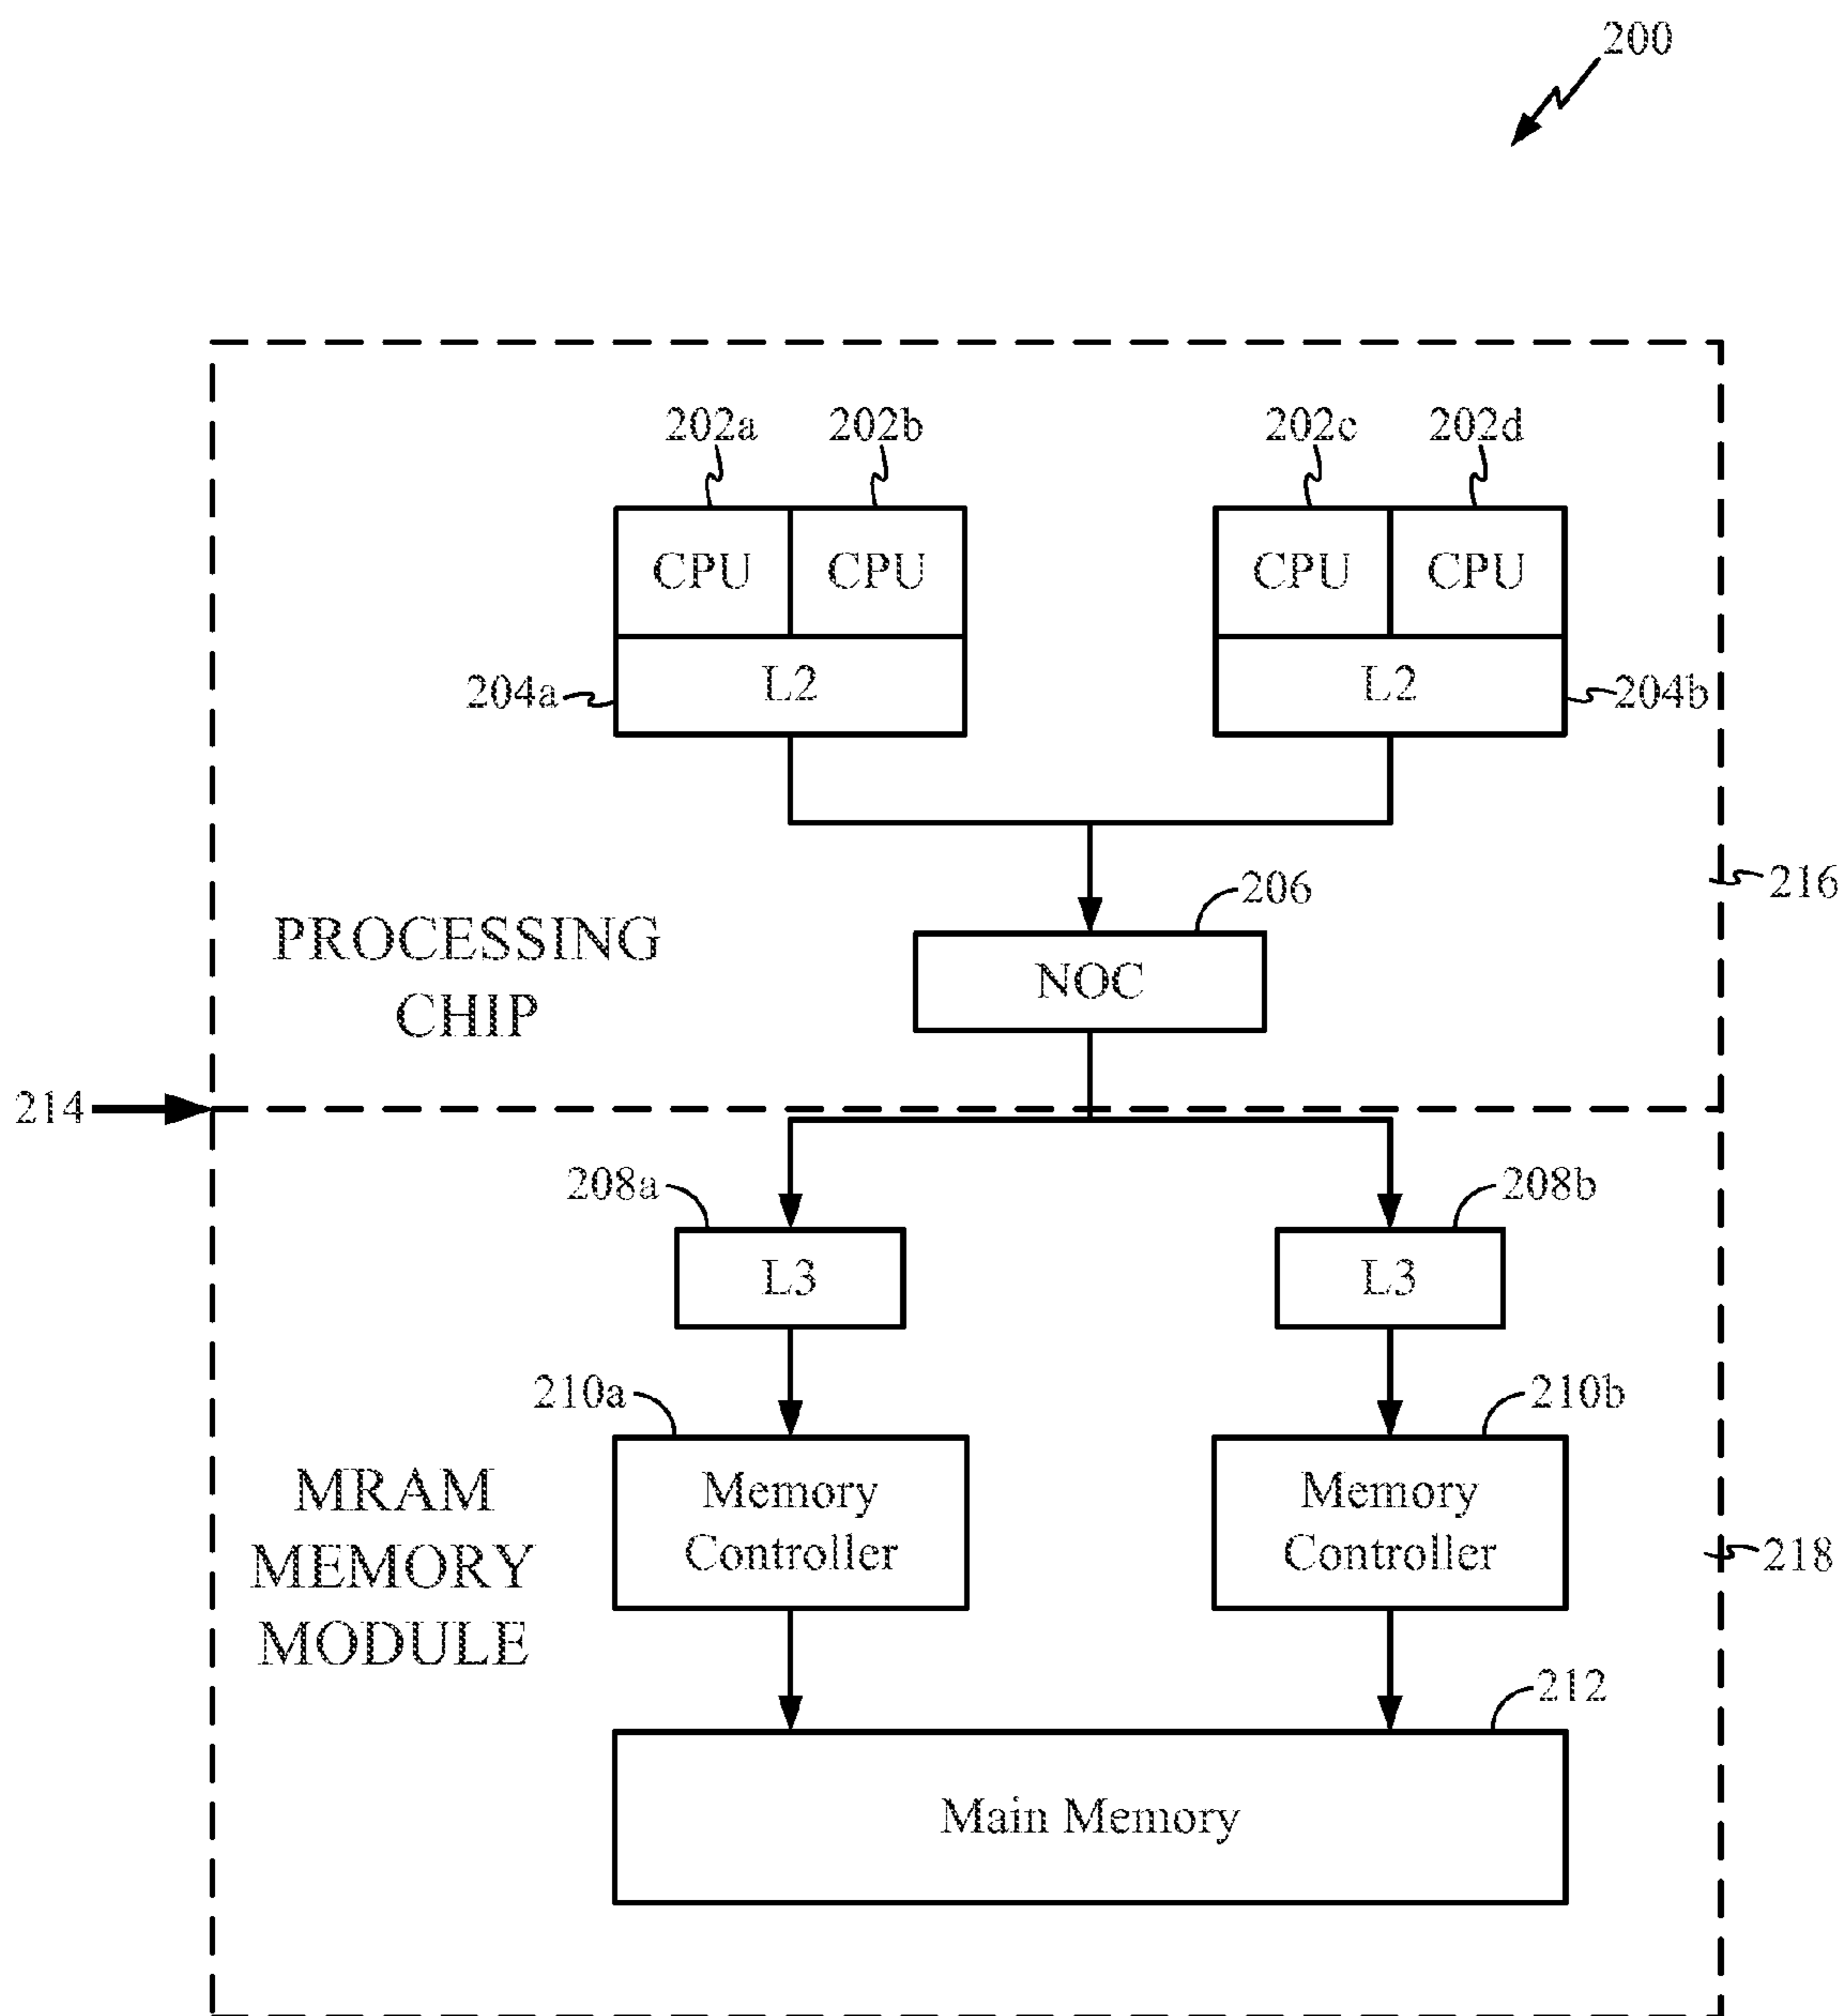 200
202a 202b 202c 202d
CPU CPU CPU CPU
L2 L2
204a 204b
206
216
PROCESSING
CHIP
NOC
214
208a 208b
L3 L3
210a 210b
MRAM
MEMORY
MODULE
Memory
Controller
Memory
Controller
218
212
Main Memory